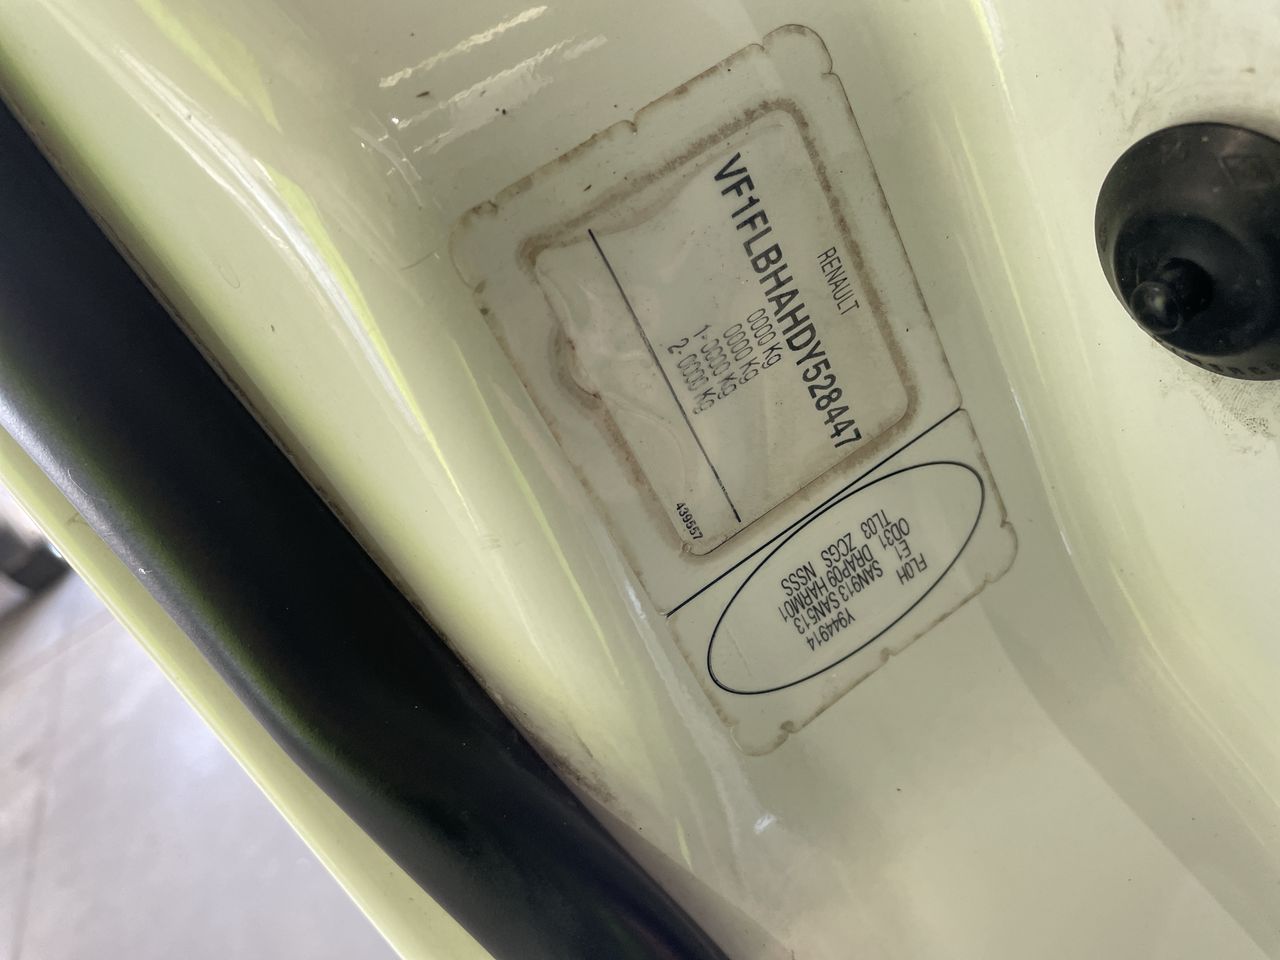 RENAULT
VF1FLBHAHDY528447
0000 Kg
0000 Kg
1- 0000 Kg
2- 0000 Kg
439557
FL0H
E1
OD31 SAN913 SAN513
TL03 DRAP09 HARM01
ZCGS NSSS
Y944914